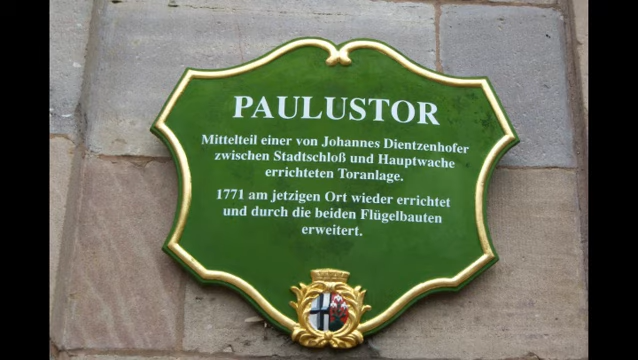 PAULUSTOR
Mittelteil einer von Johannes Dientzenhofer
zwischen Stadtschloß und Hauptwache
errichteten Toranlage.
1771 am jetzigen Ort wieder errichtet
und durch die beiden Flügelbauten
erweitert.